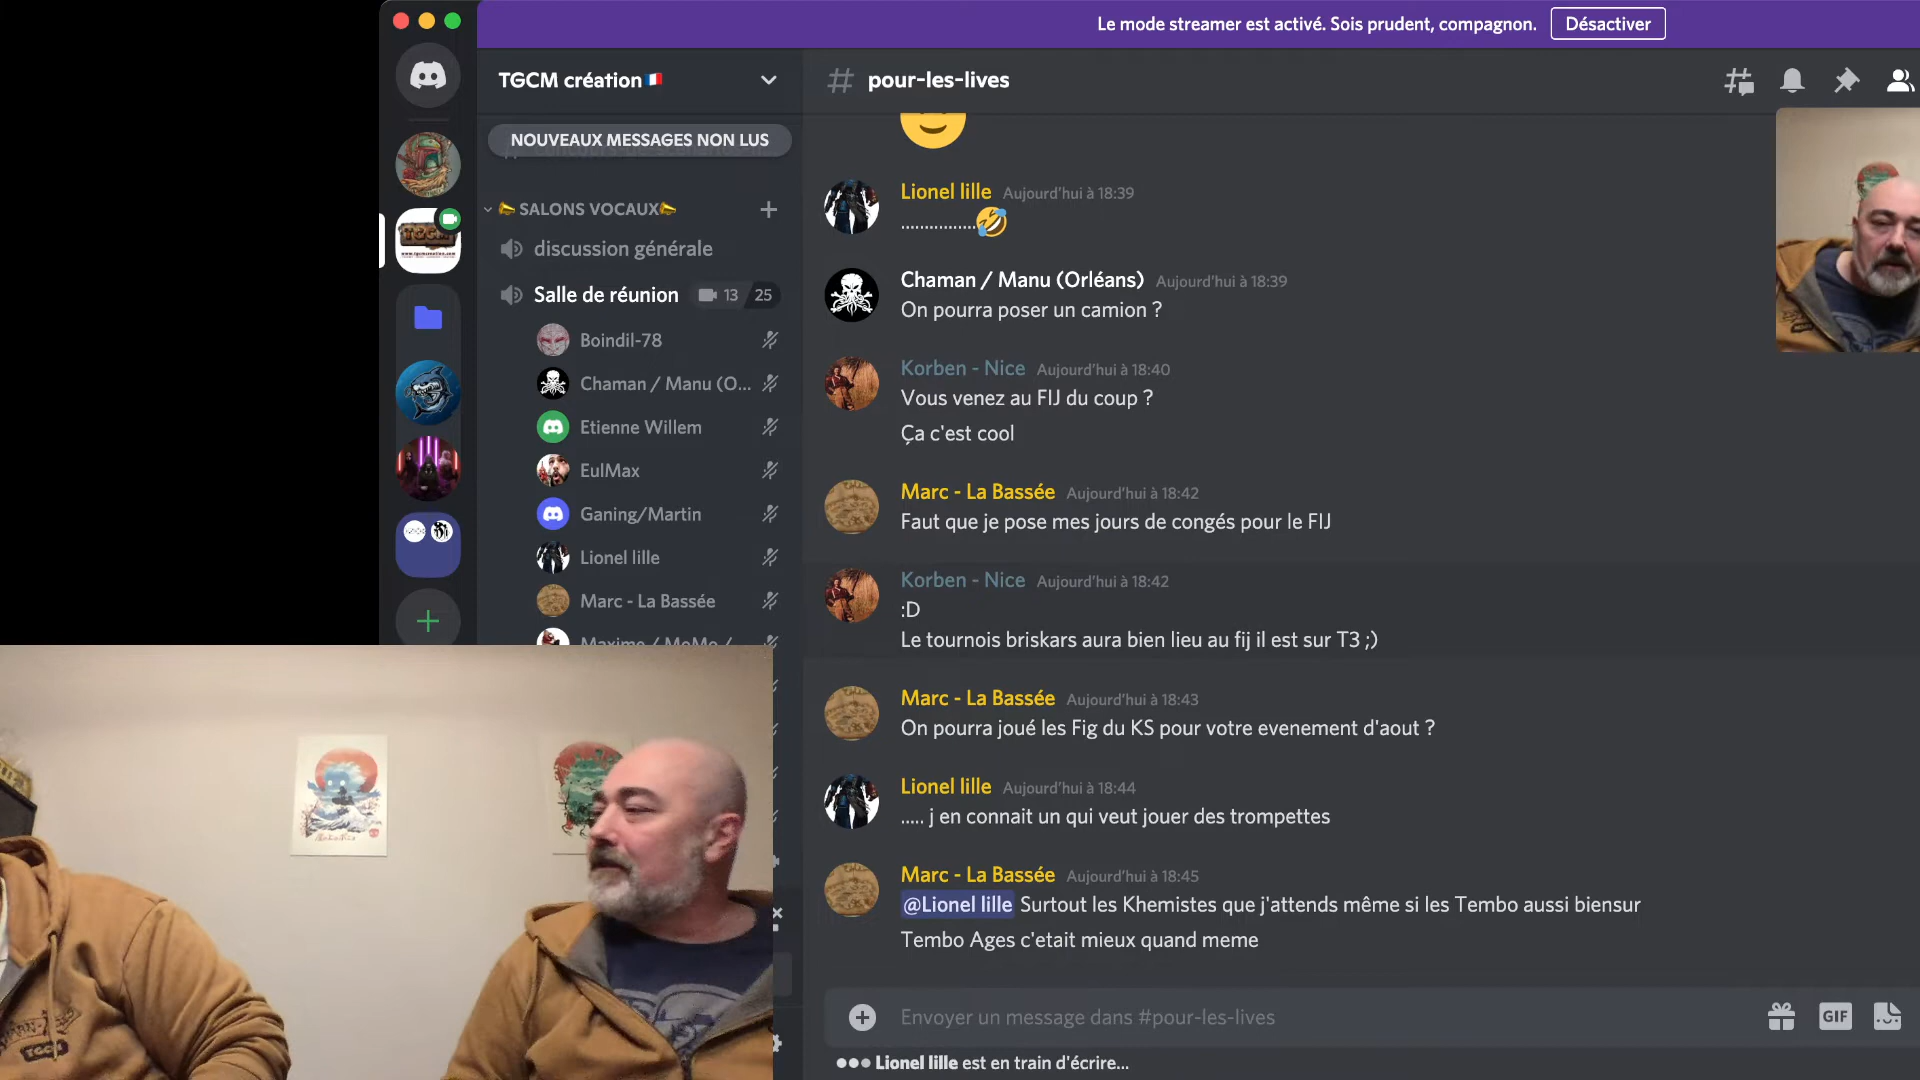 Le mode streamer est activé. Sois prudent, compagnon.
Désactiver
TGCM création
pour-les-lives
NOUVEAUX MESSAGES NON LUS
SALONS VOCAUX
discussion générale
Salle de réunion 13 25
Boindil-78
Chaman / Manu (O...
Etienne Willem
EulMax
Ganing/Martin
Lionel lille
Marc - La Bassée
Maxime / MoMo /
Lionel lille Aujourd'hui à 18:39
................
Chaman / Manu (Orléans) Aujourd'hui à 18:39
On pourra poser un camion ?
Korben - Nice Aujourd'hui à 18:40
Vous venez au FIJ du coup ?
Ça c'est cool
Marc - La Bassée Aujourd'hui à 18:42
Faut que je pose mes jours de congés pour le FIJ
Korben - Nice Aujourd'hui à 18:42
:D
Le tournois briskars aura bien lieu au fij il est sur T3 ;)
Marc - La Bassée Aujourd'hui à 18:43
On pourra joué les Fig du KS pour votre evenement d'aout ?
Lionel lille Aujourd'hui à 18:44
..... j en connait un qui veut jouer des trompettes
Marc - La Bassée Aujourd'hui à 18:45
@Lionel lille Surtout les Khemistes que j'attends même si les Tembo aussi biensur
Tembo Ages c'etait mieux quand meme
Envoyer un message dans #pour-les-lives
GIF
Lionel lille est en train d'écrire...
TGCM